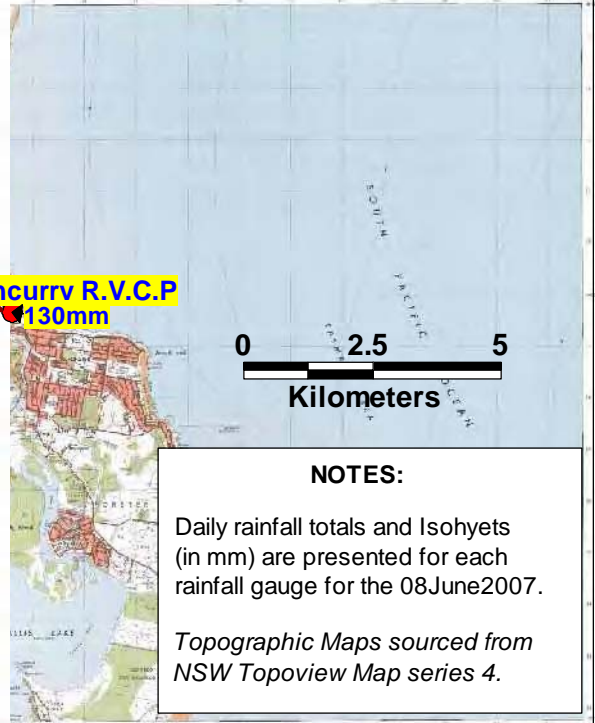 SOUTH PACIFIC OCEAN
ncurry R.V.C.P
130mm
0 2.5 5
Kilometers
NOTES:
Daily rainfall totals and Isohyets
(in mm) are presented for each
rainfall gauge for the 08June2007.
Topographic Maps sourced from
NSW Topoview Map series 4.